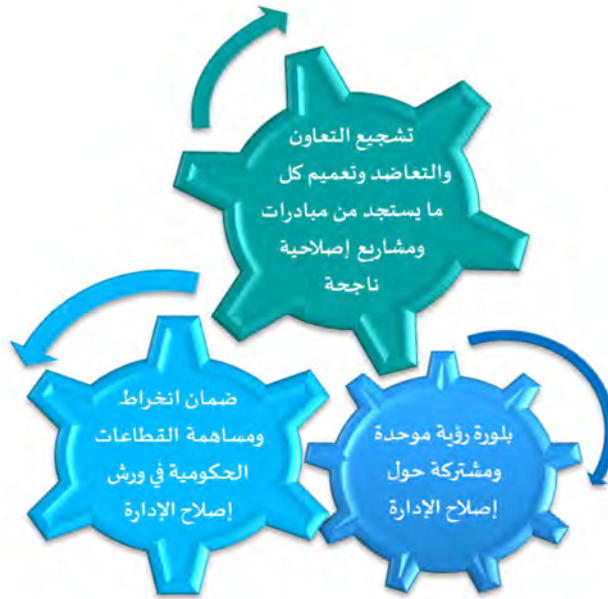 تشجيع التعاون
والتعاضد وتعميم كل
ما يستجد من مبادرات
ومشاريع إصلاحية
ناجحة
بلورة رؤية موحدة
ومشتركة حول
إصلاح الإدارة
ضمان انخراط
ومساهمة القطاعات
الحكومية في ورش
إصلاح الإدارة